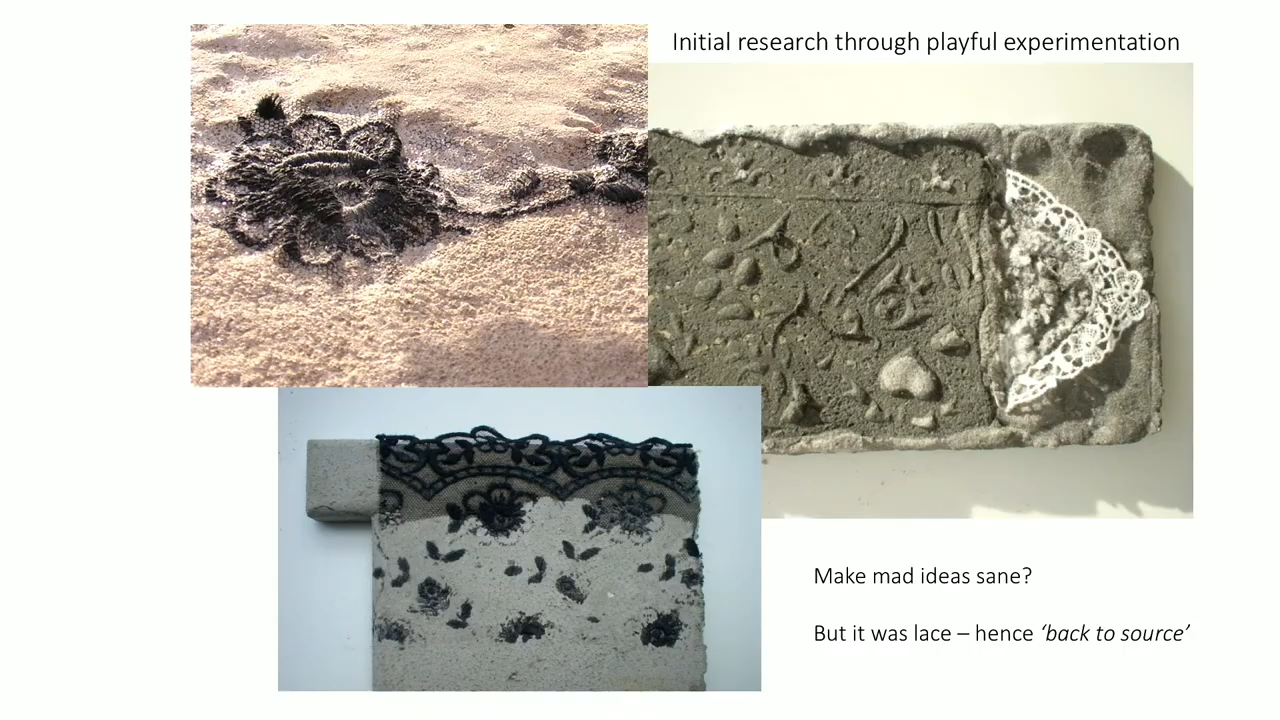 Initial research through playful experimentation
Make mad ideas sane?
But it was lace – hence ‘back to source’